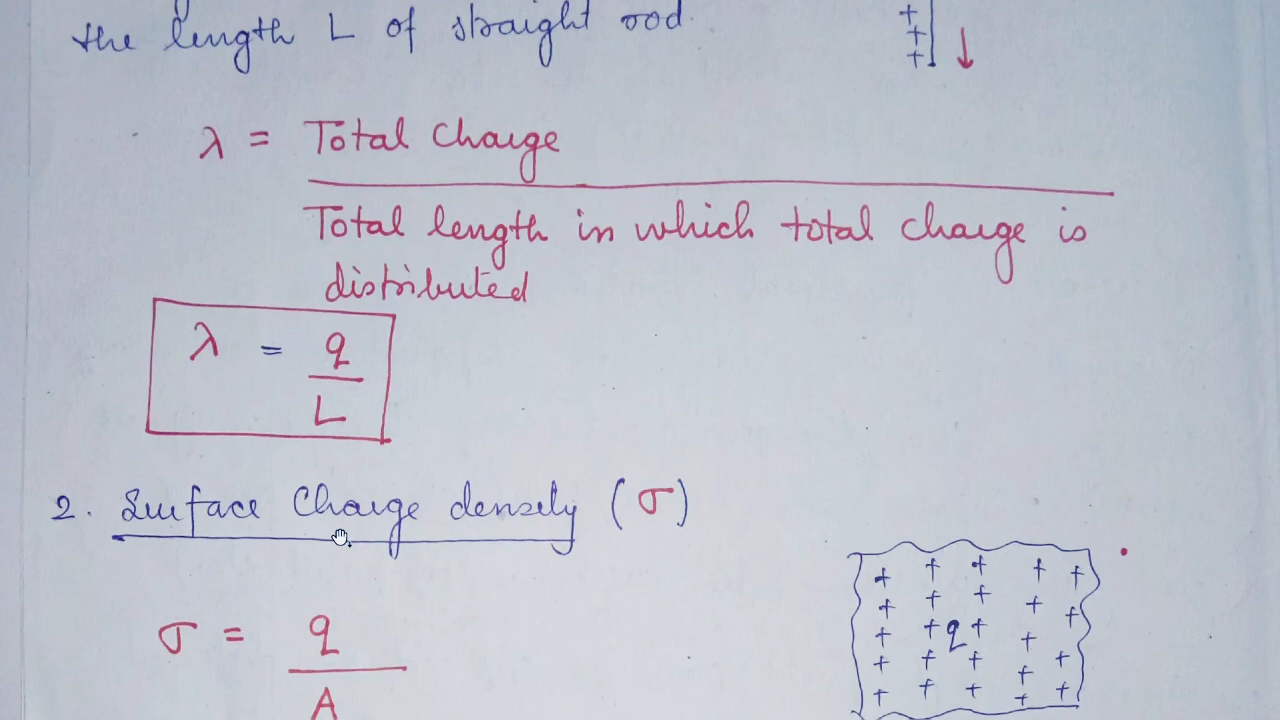 the length L of straight rod
λ = Total Charge
Total length in which total charge is
distributed
λ = q
L
2. Surface Charge density (σ)
σ = q
A
q